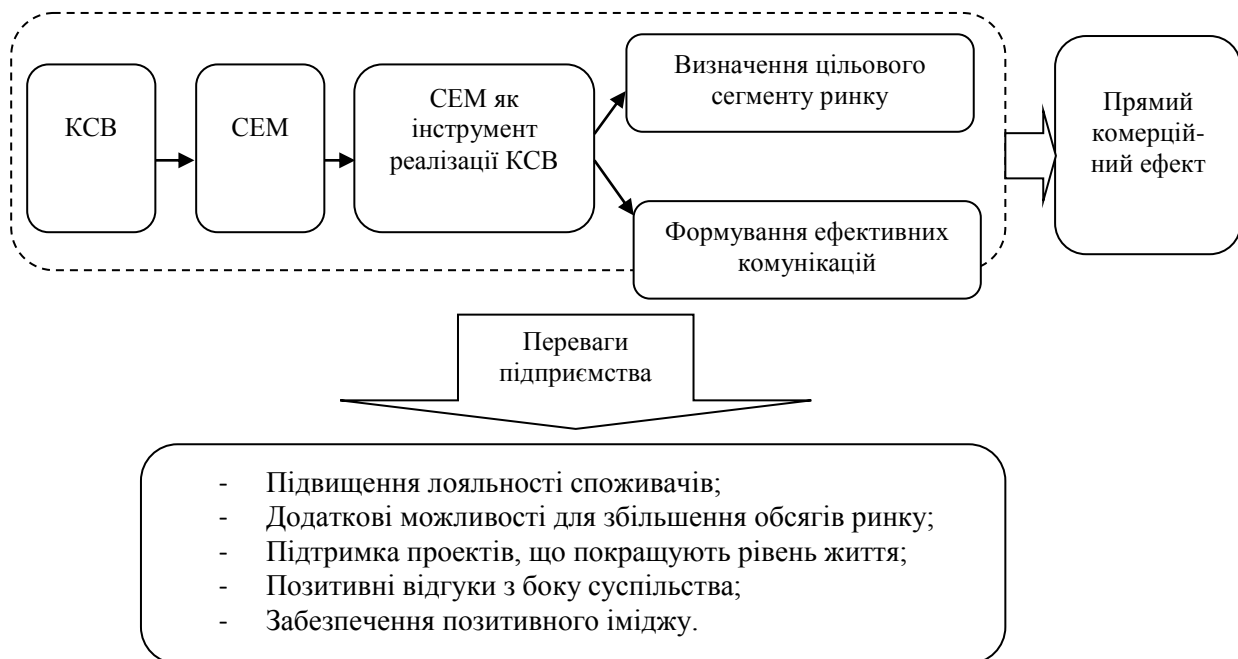 КСВ
СЕМ
СЕМ як
інструмент
реалізації КСВ
Визначення цільового
сегменту ринку
Формування ефективних
комунікацій
Прямий
комерцій-
ний ефект
Переваги
підприємства
- Підвищення лояльності споживачів;
- Додаткові можливості для збільшення обсягів ринку;
- Підтримка проектів, що покращують рівень життя;
- Позитивні відгуки з боку суспільства;
- Забезпечення позитивного іміджу.